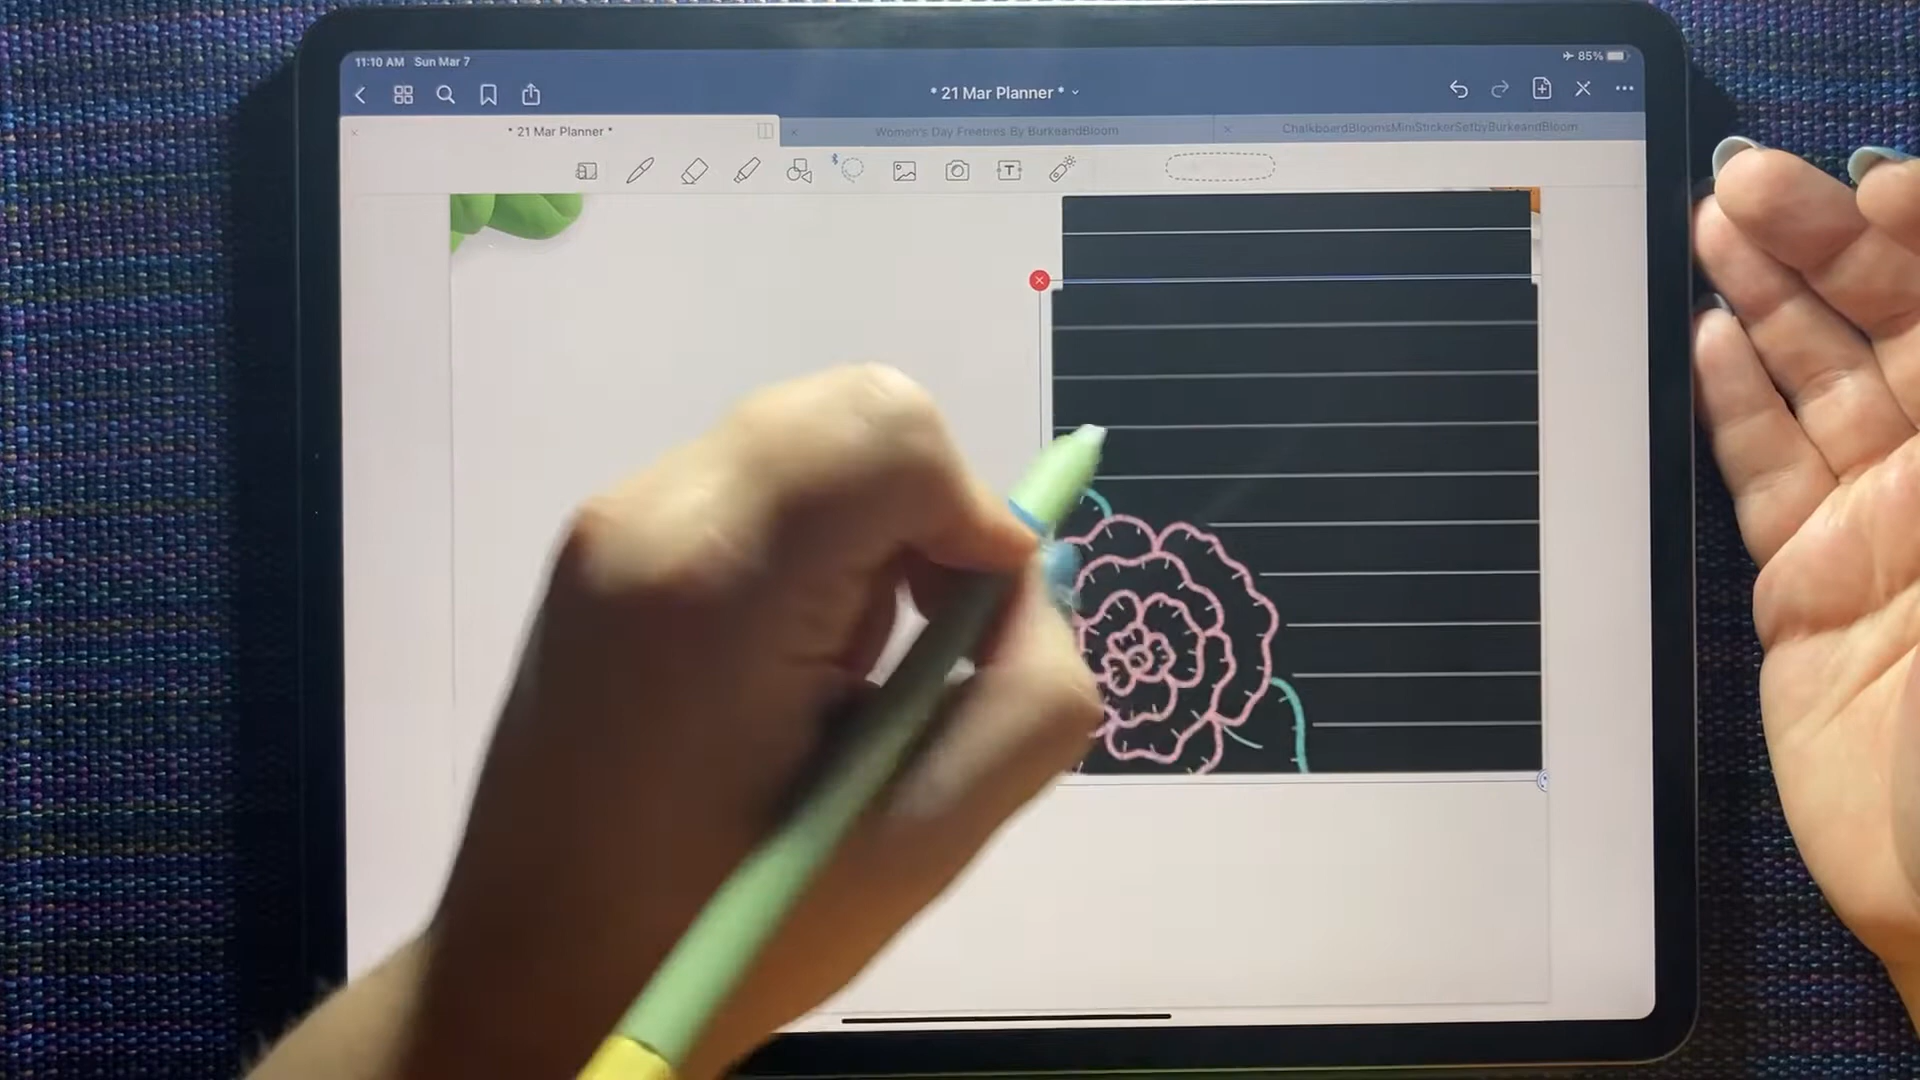 11:10 AM Sun Mar 7
85%
* 21 Mar Planner *
* 21 Mar Planner *
Women's Day Freebies By BurkeandBloom
ChalkboardBloomsMiniStickerSetbyBurkeandBloom
T